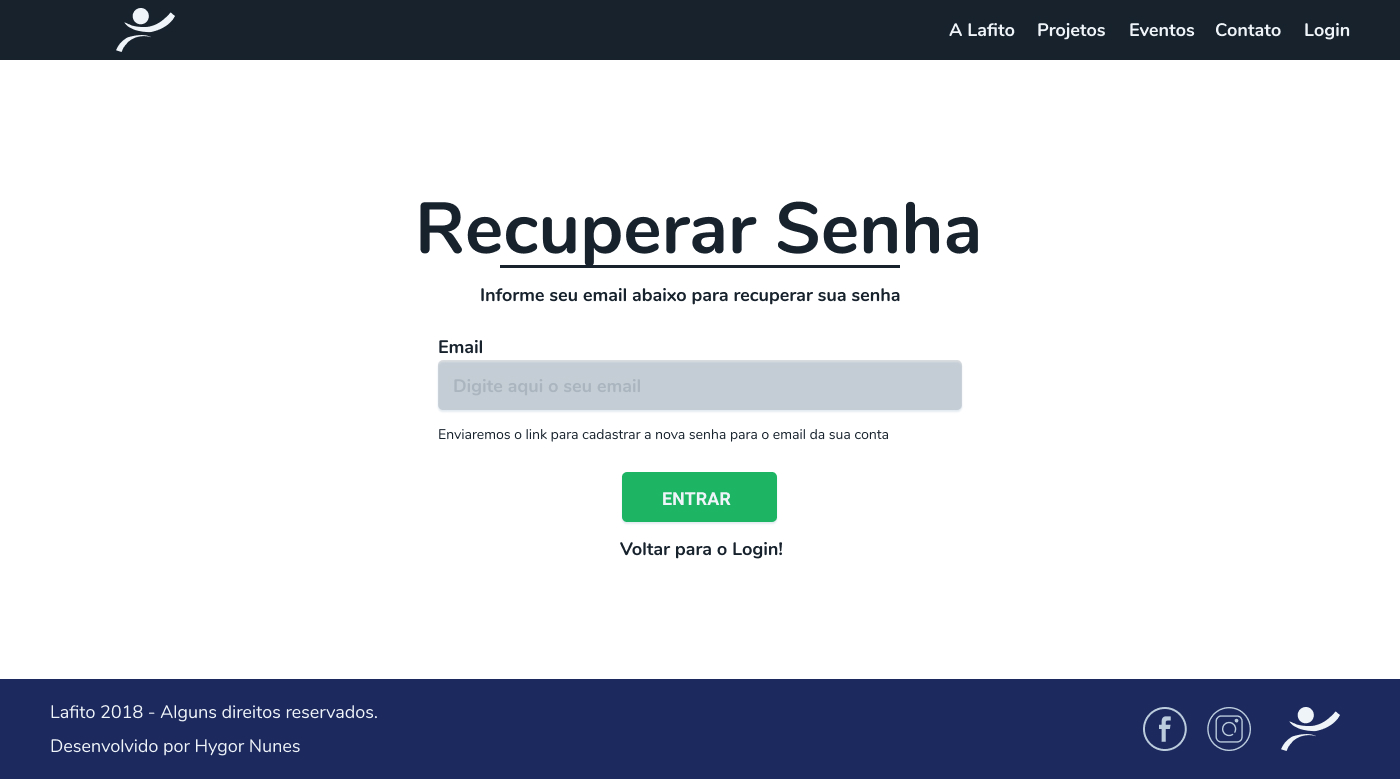 A Lafito Projetos Eventos Contato Login
Recuperar Senha
Informe seu email abaixo para recuperar sua senha
Email
Digite aqui o seu email
Enviaremos o link para cadastrar a nova senha para o email da sua conta
ENTRAR
Voltar para o Login!
Lafito 2018 - Alguns direitos reservados.
Desenvolvido por Hygor Nunes